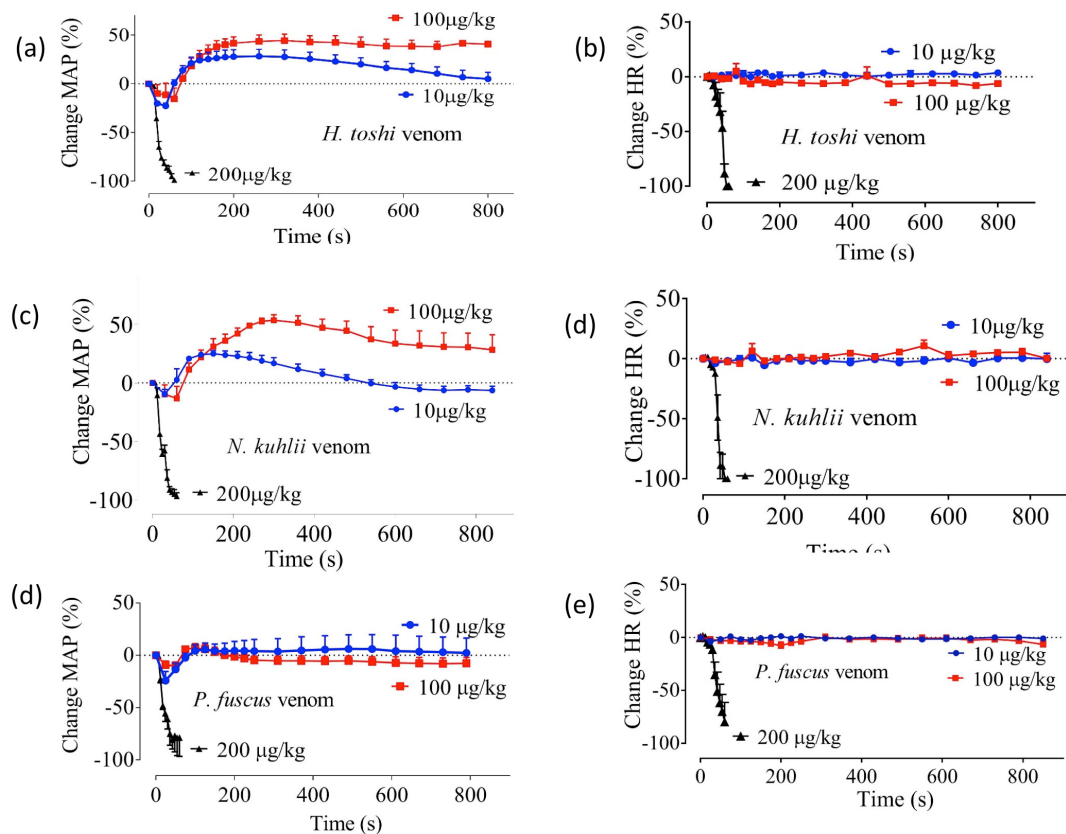 (a)
Change MAP (%)
50
0
-50
-100
100µg/kg
10µg/kg
H. toshi venom
200µg/kg
0 200 400 600 800
Time (s)
(b)
Change HR (%)
50
0
-50
-100
10 µg/kg
100 µg/kg
H. toshi venom
200 µg/kg
0 200 400 600 800
Time (s)
(c)
Change MAP (%)
50
0
-50
-100
100µg/kg
10µg/kg
N. kuhlii venom
200µg/kg
0 200 400 600 800
Time (s)
(d)
Change HR (%)
50
0
-50
-100
10µg/kg
100µg/kg
N. kuhlii venom
200µg/kg
0 200 400 600 800
Time (s)
(d)
Change MAP (%)
50
0
-50
-100
10 µg/kg
100 µg/kg
P. fuscus venom
200 µg/kg
0 200 400 600 800
Time (s)
(e)
Change HR (%)
50
0
-50
-100
10 µg/kg
100 µg/kg
P. fuscus venom
200 µg/kg
0 200 400 600 800
Time (s)